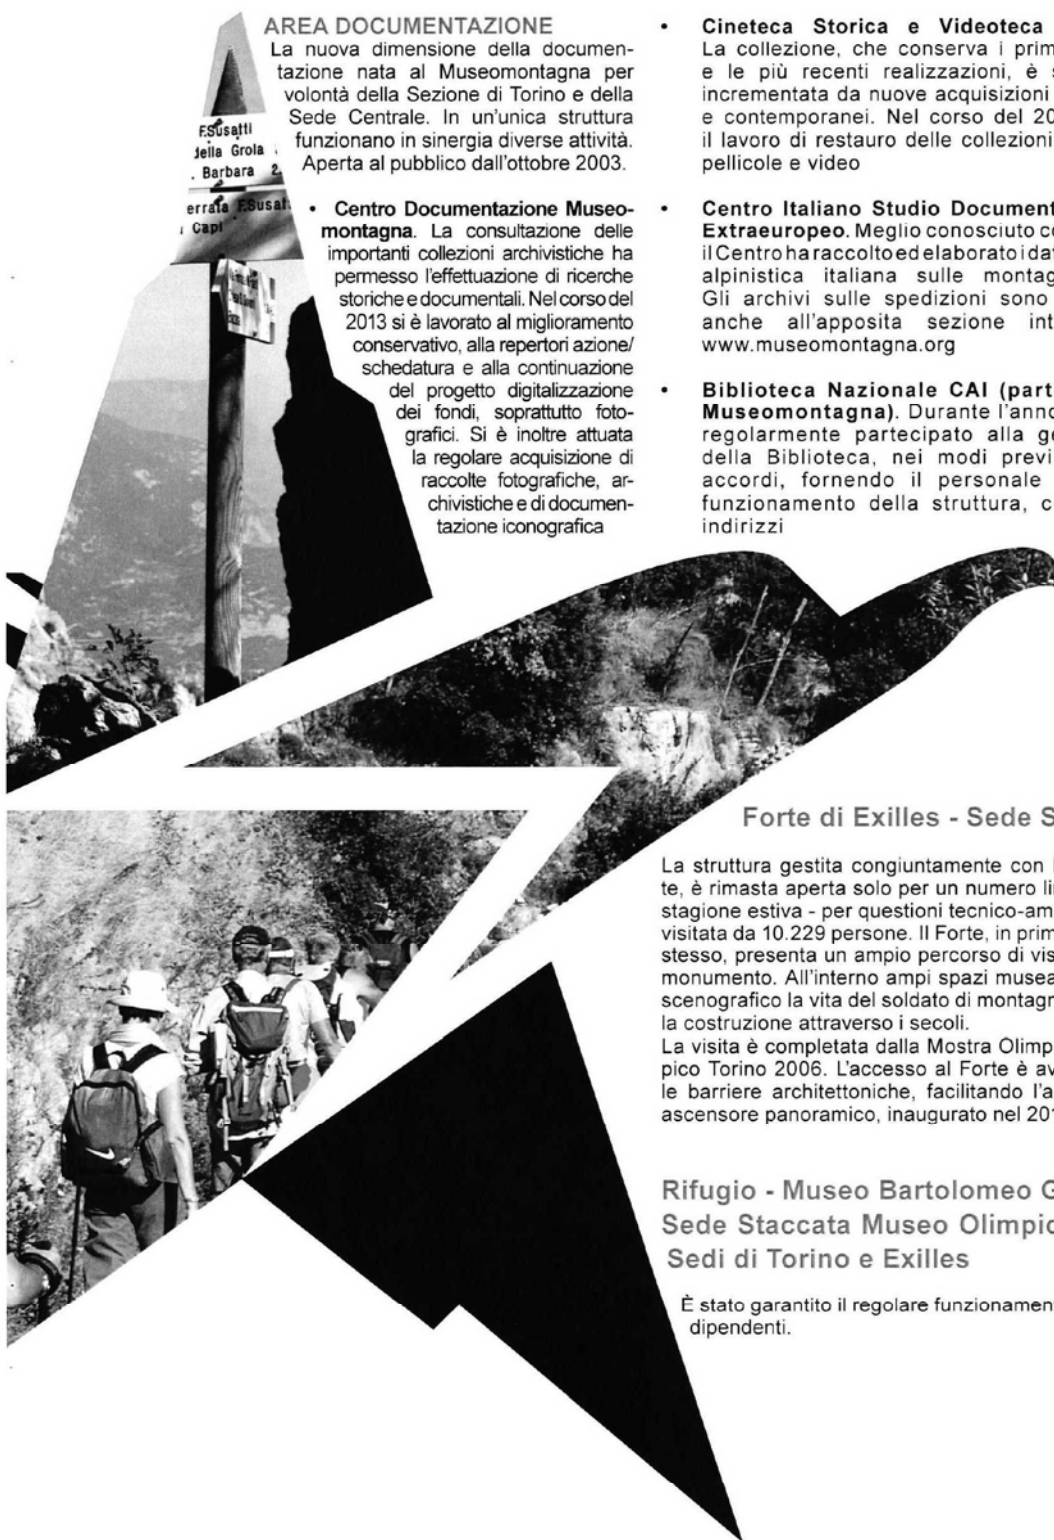 AREA DOCUMENTAZIONE
La nuova dimensione della documen-
tazione nata al Museomontagna per
volontà della Sezione di Torino e della
Sede Centrale. In un'unica struttura
funzionano in sinergia diverse attività.
Aperta al pubblico dall'ottobre 2003.
• Centro Documentazione Museo-
montagna. La consultazione delle
importanti collezioni archivistiche ha
permesso l'effettuazione di ricerche
storiche e documentali. Nel corso del
2013 si è lavorato al miglioramento
conservativo, alla repertori azione/
schedatura e alla continuazione
del progetto digitalizzazione
dei fondi, soprattutto foto-
grafici. Si è inoltre attuata
la regolare acquisizione di
raccolte fotografiche, ar-
chivistiche e di documen-
tazione iconografica
F.Susatti
della Grola
. Barbara 2.
errata F.Susat
Capi
• Cineteca Storica e Videoteca
La collezione, che conserva i prim
e le più recenti realizzazioni, è s
incrementata da nuove acquisizioni
e contemporanei. Nel corso del 20
il lavoro di restauro delle collezioni
pellicole e video
• Centro Italiano Studio Document
Extraeuropeo. Meglio conosciuto co
il Centro ha raccolto ed elaborato i dat
alpinistica italiana sulle montag
Gli archivi sulle spedizioni sono
anche all'apposita sezione int
www.museomontagna.org
• Biblioteca Nazionale CAI (part
Museomontagna). Durante l'anno
regolarmente partecipato alla ge
della Biblioteca, nei modi previ
accordi, fornendo il personale
funzionamento della struttura, c
indirizzi
Forte di Exilles - Sede S
La struttura gestita congiuntamente con
te, è rimasta aperta solo per un numero lir
stagione estiva - per questioni tecnico-am
visitata da 10.229 persone. Il Forte, in prim
stesso, presenta un ampio percorso di vis
monumento. All'interno ampi spazi musea
scenografico la vita del soldato di montagn
la costruzione attraverso i secoli.
La visita è completata dalla Mostra Olimp
pico Torino 2006. L'accesso al Forte è av
le barriere architettoniche, facilitando l'a
ascensore panoramico, inaugurato nel 201
Rifugio - Museo Bartolomeo G
Sede Staccata Museo Olimpic
Sedi di Torino e Exilles
È stato garantito il regolare funzionamen
dipendenti.